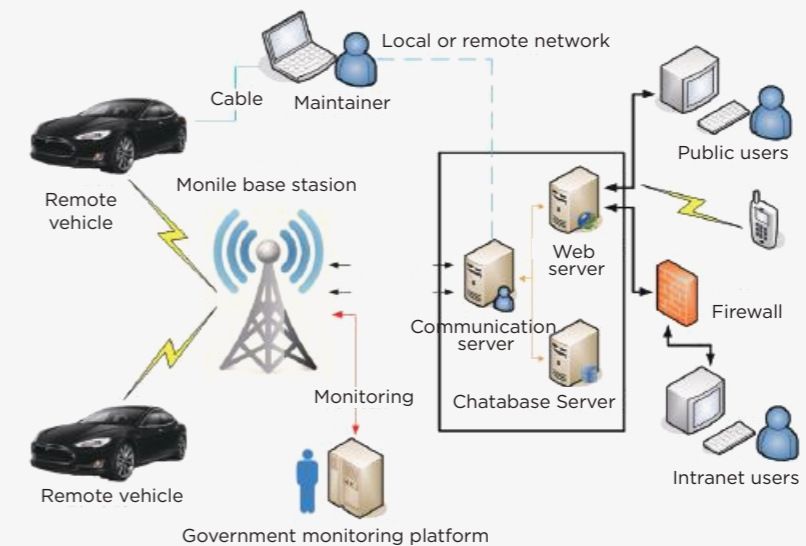 Local or remote network
Cable
Maintainer
Public users
Monile base stasion
Remote
vehicle
Web
server
Firewall
Communication
server
Monitoring
Chatabase Server
Intranet users
Remote vehicle
Government monitoring platform